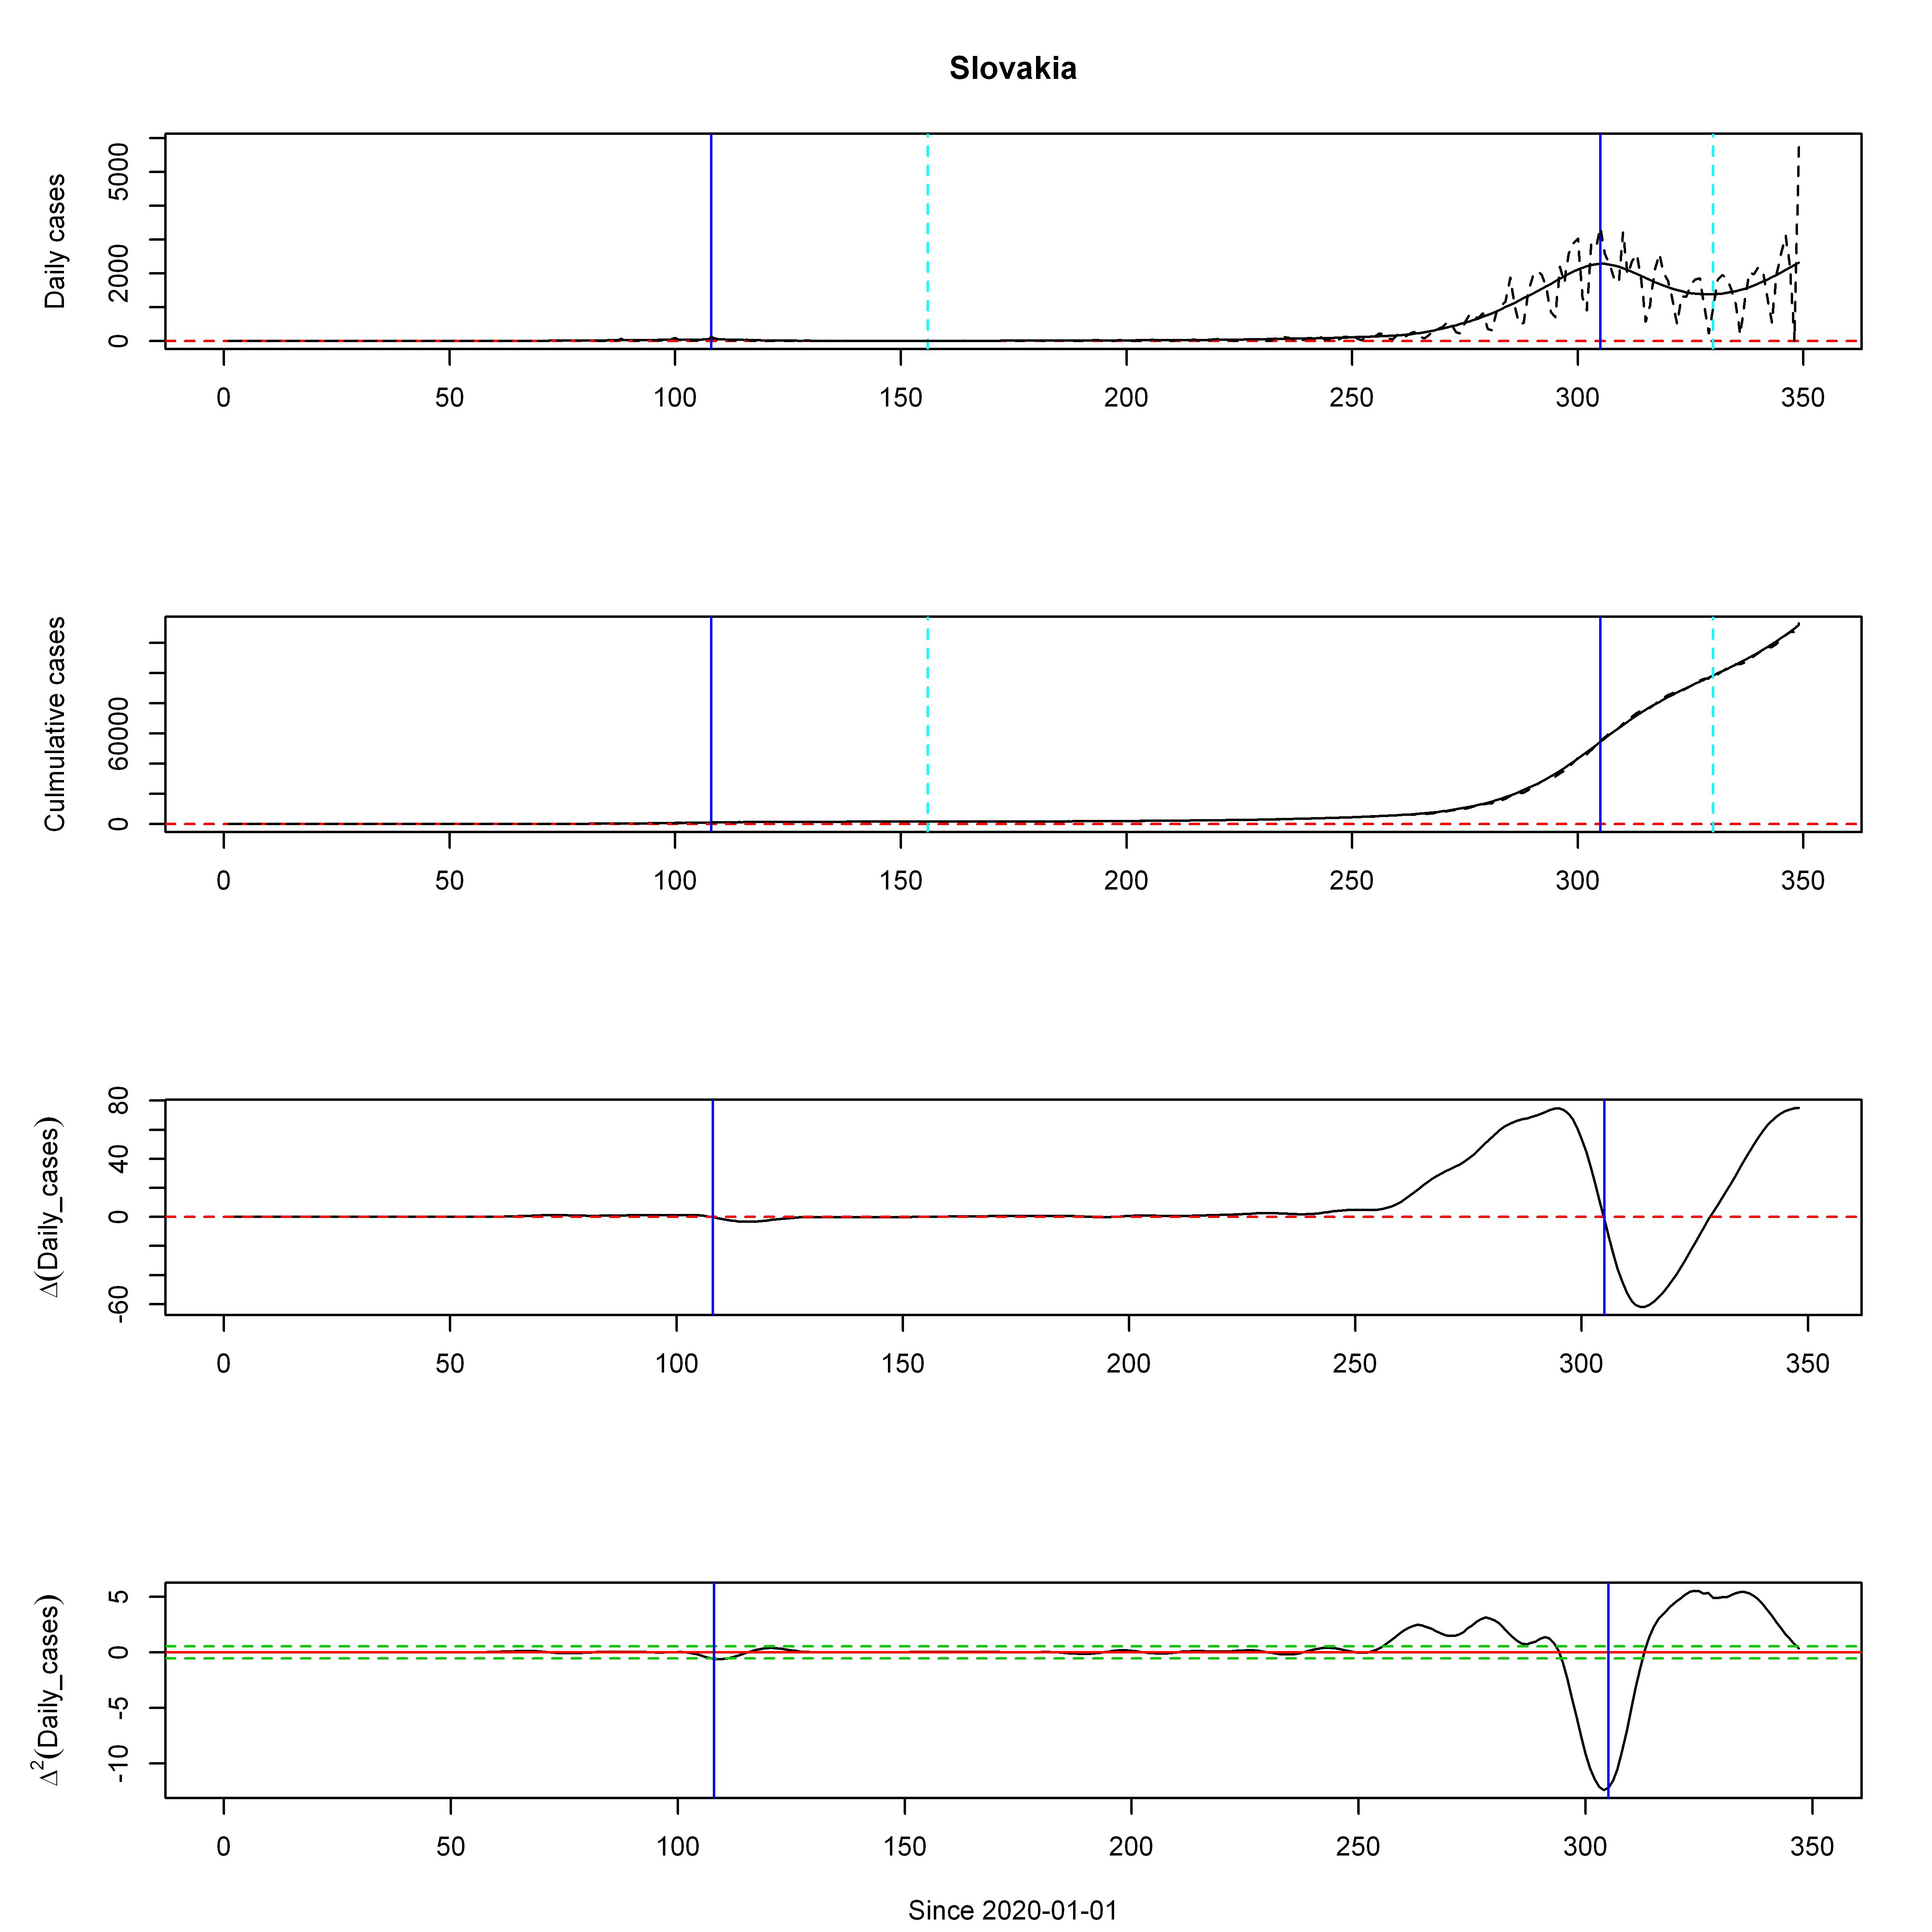 Slovakia
Daily cases
0 2000 5000
0 50 100 150 200 250 300 350
Culmulative cases
0 60000
0 50 100 150 200 250 300 350
Δ(Daily_cases)
-60 0 40 80
0 50 100 150 200 250 300 350
Δ²(Daily_cases)
-10 -5 0 5
0 50 100 150 200 250 300 350
Since 2020-01-01